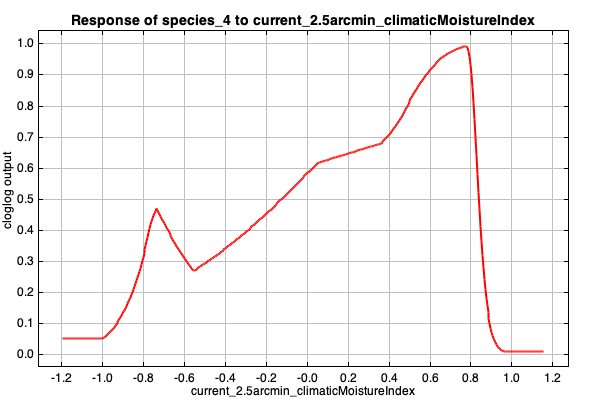 Response of species_4 to current_2.5arcmin_climaticMoistureIndex
1.0
0.9
0.8
0.7
0.6
0.5
0.4
0.3
0.2
0.1
0.0
cloglog output
-1.2 -1.0 -0.8 -0.6 -0.4 -0.2 -0.0 0.2 0.4 0.6 0.8 1.0 1.2
current_2.5arcmin_climaticMoistureIndex